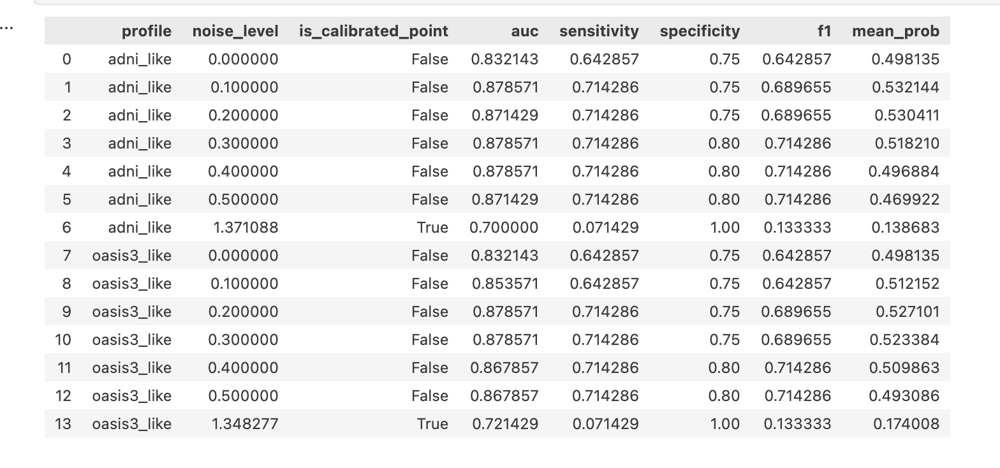 ...
profile noise_level is_calibrated_point auc sensitivity specificity f1 mean_prob
0 adni_like 0.000000 False 0.832143 0.642857 0.75 0.642857 0.498135
1 adni_like 0.100000 False 0.878571 0.714286 0.75 0.689655 0.532144
2 adni_like 0.200000 False 0.871429 0.714286 0.75 0.689655 0.530411
3 adni_like 0.300000 False 0.878571 0.714286 0.80 0.714286 0.518210
4 adni_like 0.400000 False 0.878571 0.714286 0.80 0.714286 0.496884
5 adni_like 0.500000 False 0.871429 0.714286 0.80 0.714286 0.469922
6 adni_like 1.371088 True 0.700000 0.071429 1.00 0.133333 0.138683
7 oasis3_like 0.000000 False 0.832143 0.642857 0.75 0.642857 0.498135
8 oasis3_like 0.100000 False 0.853571 0.642857 0.75 0.642857 0.512152
9 oasis3_like 0.200000 False 0.878571 0.714286 0.75 0.689655 0.527101
10 oasis3_like 0.300000 False 0.878571 0.714286 0.75 0.689655 0.523384
11 oasis3_like 0.400000 False 0.867857 0.714286 0.80 0.714286 0.509863
12 oasis3_like 0.500000 False 0.867857 0.714286 0.80 0.714286 0.493086
13 oasis3_like 1.348277 True 0.721429 0.071429 1.00 0.133333 0.174008